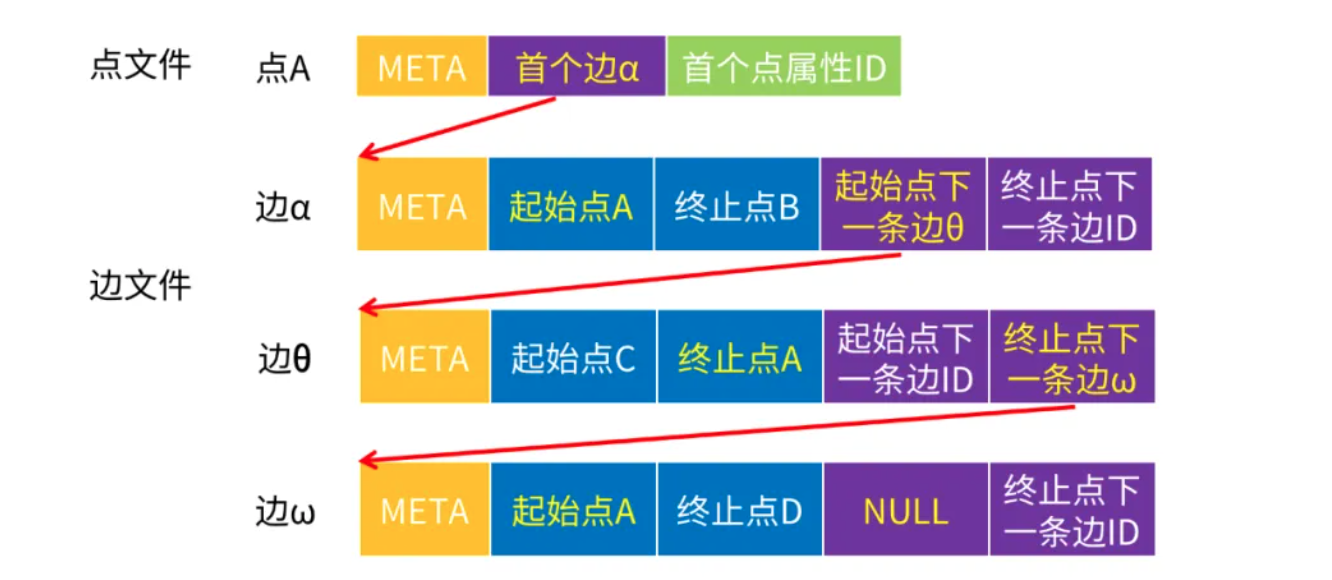 点文件 点A META 首个边α 首个点属性ID
边α META 起始点A 终止点B 起始点下
一条边θ 终止点下
一条边ID
边文件
边θ META 起始点C 终止点A 起始点下
一条边ID 终止点下
一条边ω
边ω META 起始点A 终止点D NULL 终止点下
一条边ID